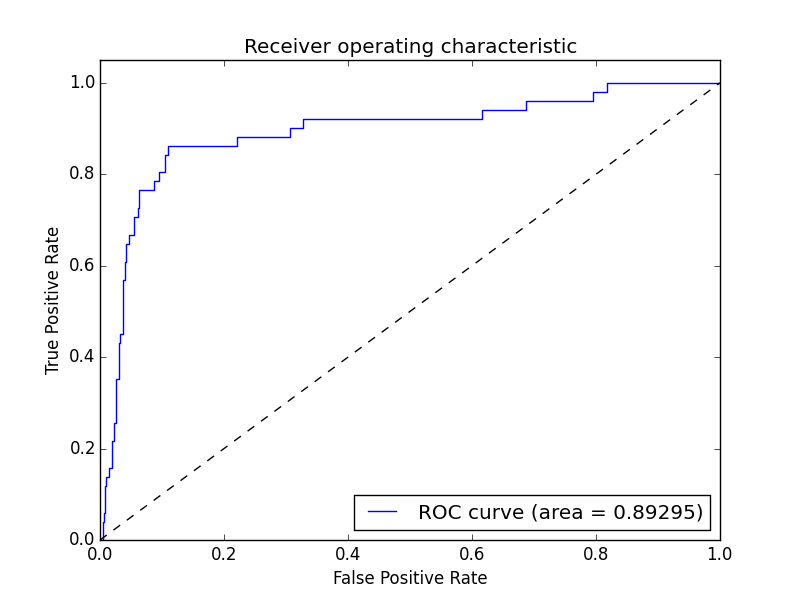 Receiver operating characteristic
True Positive Rate
1.0
0.8
0.6
0.4
0.2
0.0
ROC curve (area = 0.89295)
0.0 0.2 0.4 0.6 0.8 1.0
False Positive Rate